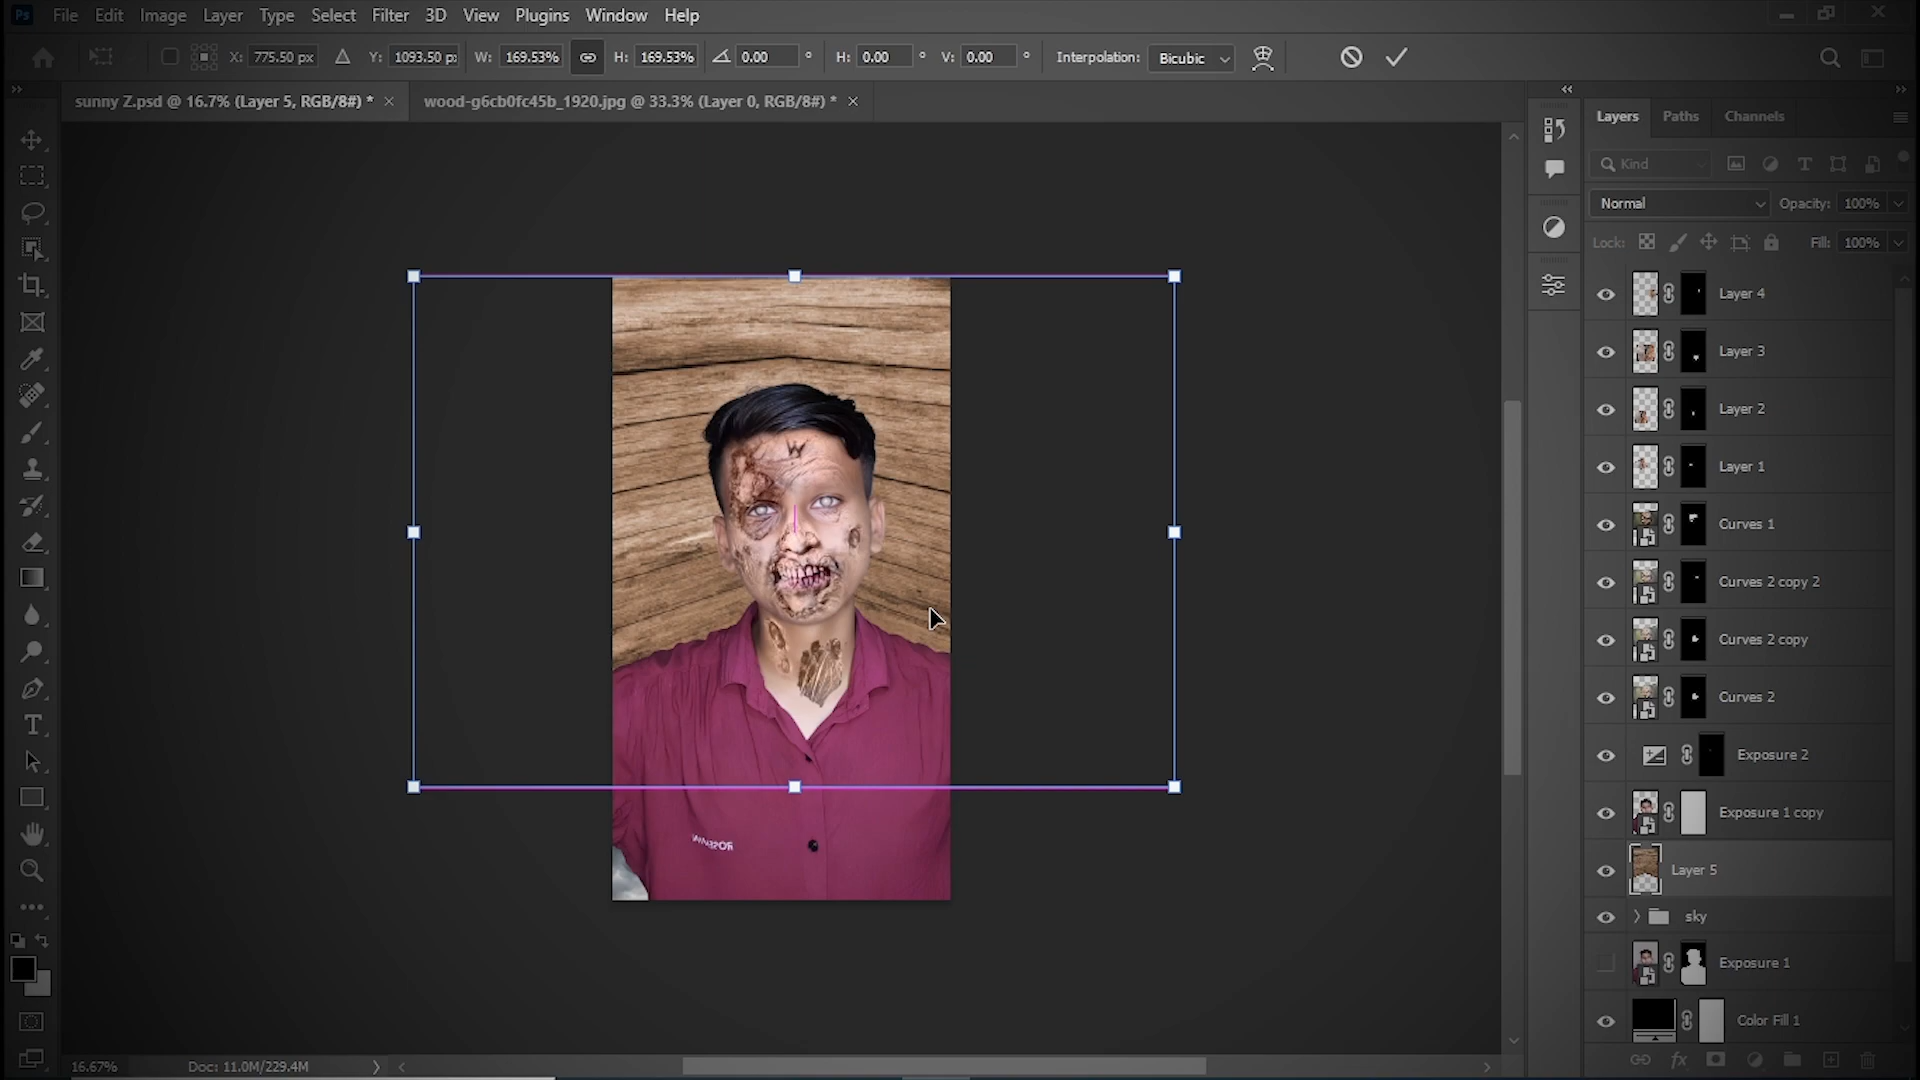 Ps File Edit Image Layer Type Select Filter 3D View Plugins Window Help
X: 775.50 px Y: 1093.50 px W: 169.53% H: 169.53% 0.00 ° H: 0.00 ° V: 0.00 ° Interpolation: Bicubic
sunny Z.psd @ 16.7% (Layer 5, RGB/8#) * × wood-g6cb0fc45b_1920.jpg @ 33.3% (Layer 0, RGB/8#) * ×
Layers Paths Channels
Kind
Normal Opacity: 100%
Lock: Fill: 100%
Layer 4
Layer 3
Layer 2
Layer 1
Curves 1
Curves 2 copy 2
Curves 2 copy
Curves 2
Exposure 2
Exposure 1 copy
Layer 5
sky
Exposure 1
Color Fill 1
16.67% Doc: 11.0M/229.4M